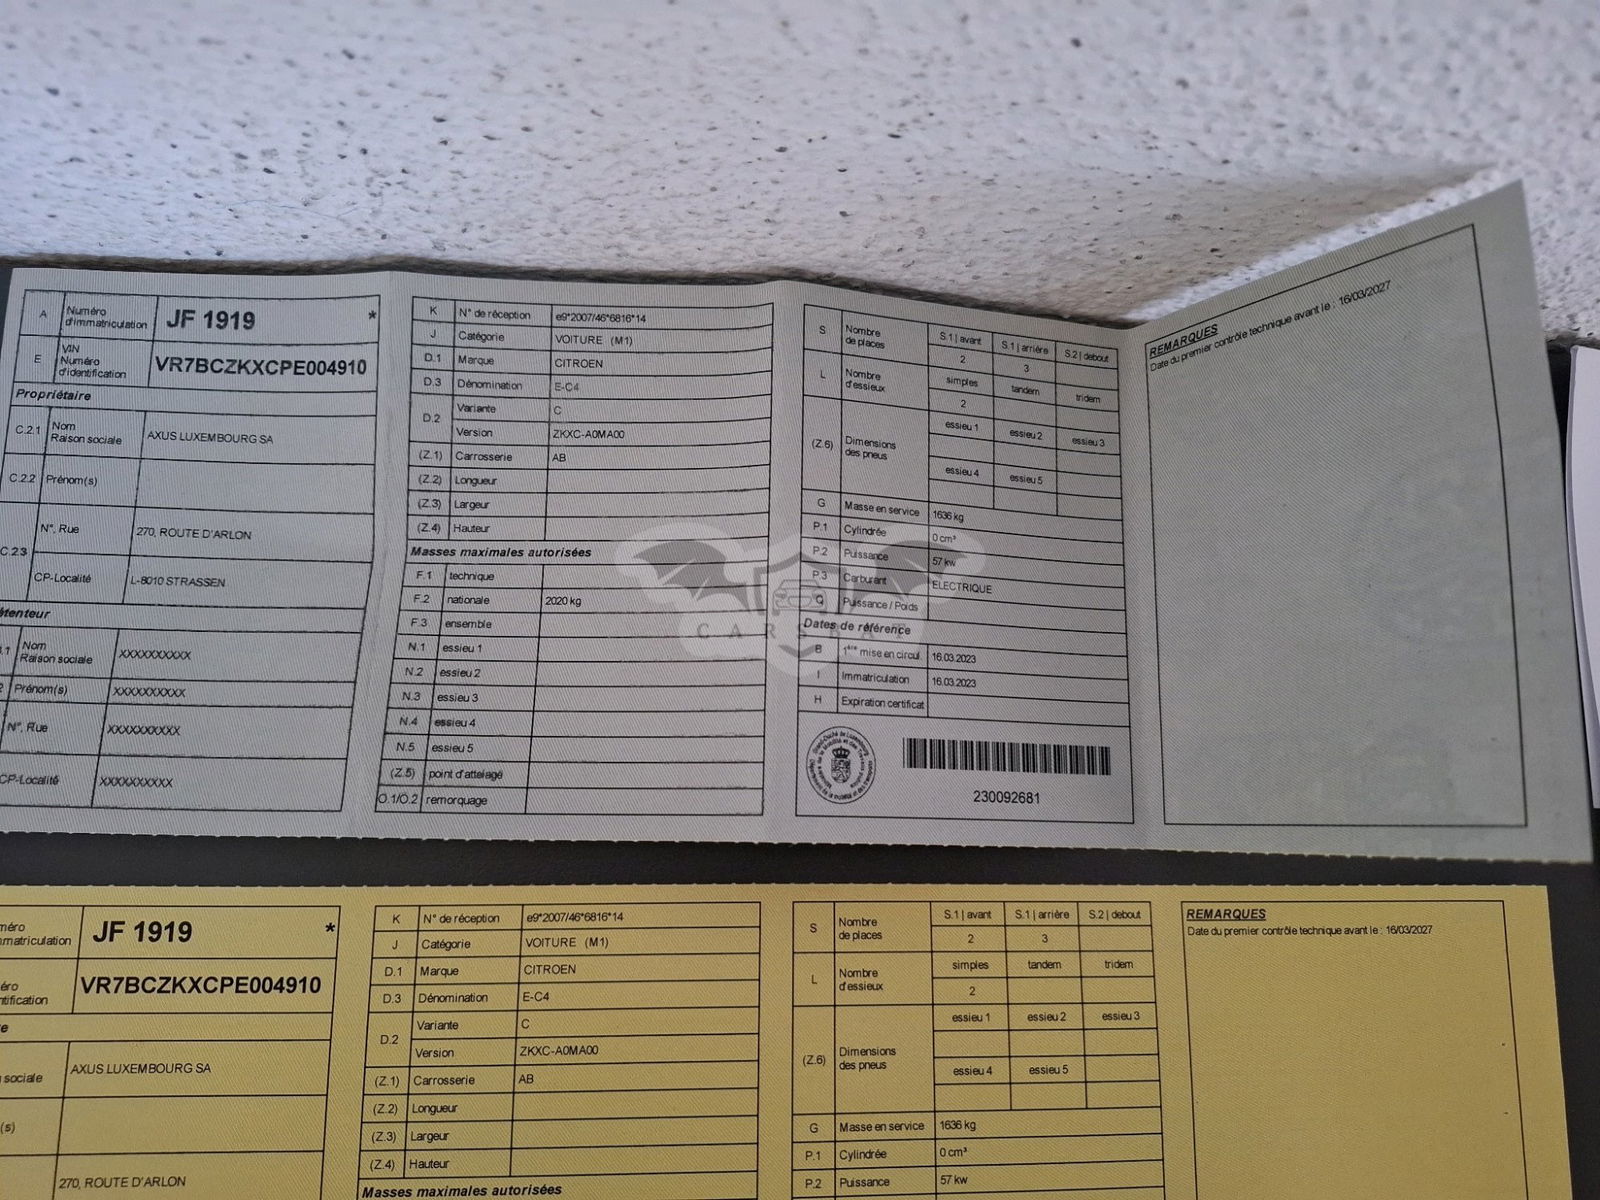 A Numéro d'immatriculation JF 1919 *
E VIN Numéro d'identification VR7BCZKXCPE004910
Propriétaire
C.2.1 Nom Raison sociale AXUS LUXEMBOURG SA
C.2.2 Prénom(s)
C.2.3 N°, Rue 270, ROUTE D'ARLON
CP-Localité L-8010 STRASSEN
Nom Raison sociale XXXXXXXXXX
Prénom(s) XXXXXXXXXX
N°, Rue XXXXXXXXXX
CP-Localité XXXXXXXXXX
K N° de réception e9*2007/46*6816*14
J Catégorie VOITURE (M1)
D.1 Marque CITROEN
D.3 Dénomination E-C4
D.2 Variante C
Version ZKXC-A0MA00
(Z.1) Carrosserie AB
(Z.2) Longueur
(Z.3) Largeur
(Z.4) Hauteur
Masses maximales autorisées
F.1 technique
F.2 nationale 2020 kg
F.3 ensemble
N.1 essieu 1
N.2 essieu 2
N.3 essieu 3
N.4 essieu 4
N.5 essieu 5
(Z.5) point d'attelage
O.1/O.2 remorquage
S Nombre de places S.1 | avant S.1 | arrière S.2 | debout
2 3
L Nombre d'essieux simples tandem tridem
2
(Z.6) Dimensions des pneus essieu 1 essieu 2 essieu 3
essieu 4 essieu 5
G Masse en service 1636 kg
P.1 Cylindrée 0 cm³
P.2 Puissance 57 kw
P.3 Carburant ELECTRIQUE
Q Puissance / Poids
CARSBAT
Dates de référence
B 1ère mise en circul. 16.03.2023
I Immatriculation 16.03.2023
H Expiration certificat
230092681
REMARQUES
Date du premier contrôle technique avant le : 16/03/2027
JF 1919 *
VR7BCZKXCPE004910
sociale AXUS LUXEMBOURG SA
270, ROUTE D'ARLON
K N° de réception e9*2007/46*6816*14
J Catégorie VOITURE (M1)
D.1 Marque CITROEN
D.3 Dénomination E-C4
D.2 Variante C
Version ZKXC-A0MA00
(Z.1) Carrosserie AB
(Z.2) Longueur
(Z.3) Largeur
(Z.4) Hauteur
Masses maximales autorisées
S Nombre de places S.1 | avant S.1 | arrière S.2 | debout
2 3
L Nombre d'essieux simples tandem tridem
2
(Z.6) Dimensions des pneus essieu 1 essieu 2 essieu 3
essieu 4 essieu 5
G Masse en service 1636 kg
P.1 Cylindrée 0 cm³
P.2 Puissance 57 kw
REMARQUES
Date du premier contrôle technique avant le : 16/03/2027